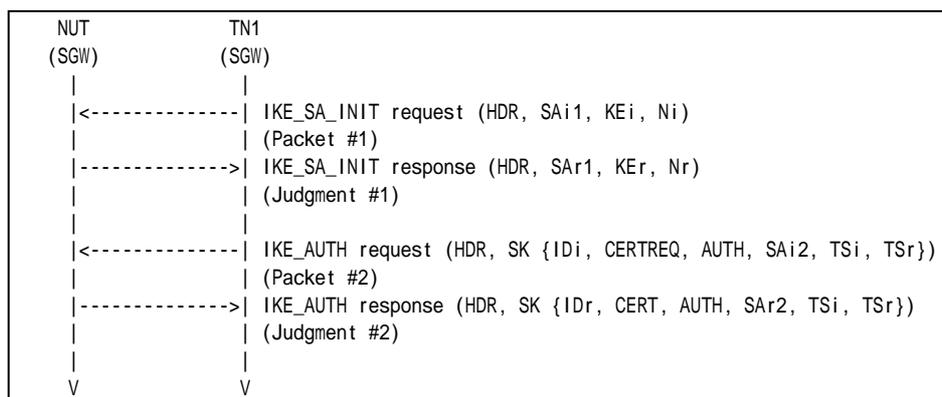 NUT TN1
(SGW) (SGW)
| |
|<--------------| IKE_SA_INIT request (HDR, SAi1, KEi, Ni)
| | (Packet #1)
|-------------->| IKE_SA_INIT response (HDR, SAr1, KEr, Nr)
| | (Judgment #1)
| |
|<--------------| IKE_AUTH request (HDR, SK {IDi, CERTREQ, AUTH, SAi2, TSi, TSr})
| | (Packet #2)
|-------------->| IKE_AUTH response (HDR, SK {IDr, CERT, AUTH, SAr2, TSi, TSr})
| | (Judgment #2)
| |
V V